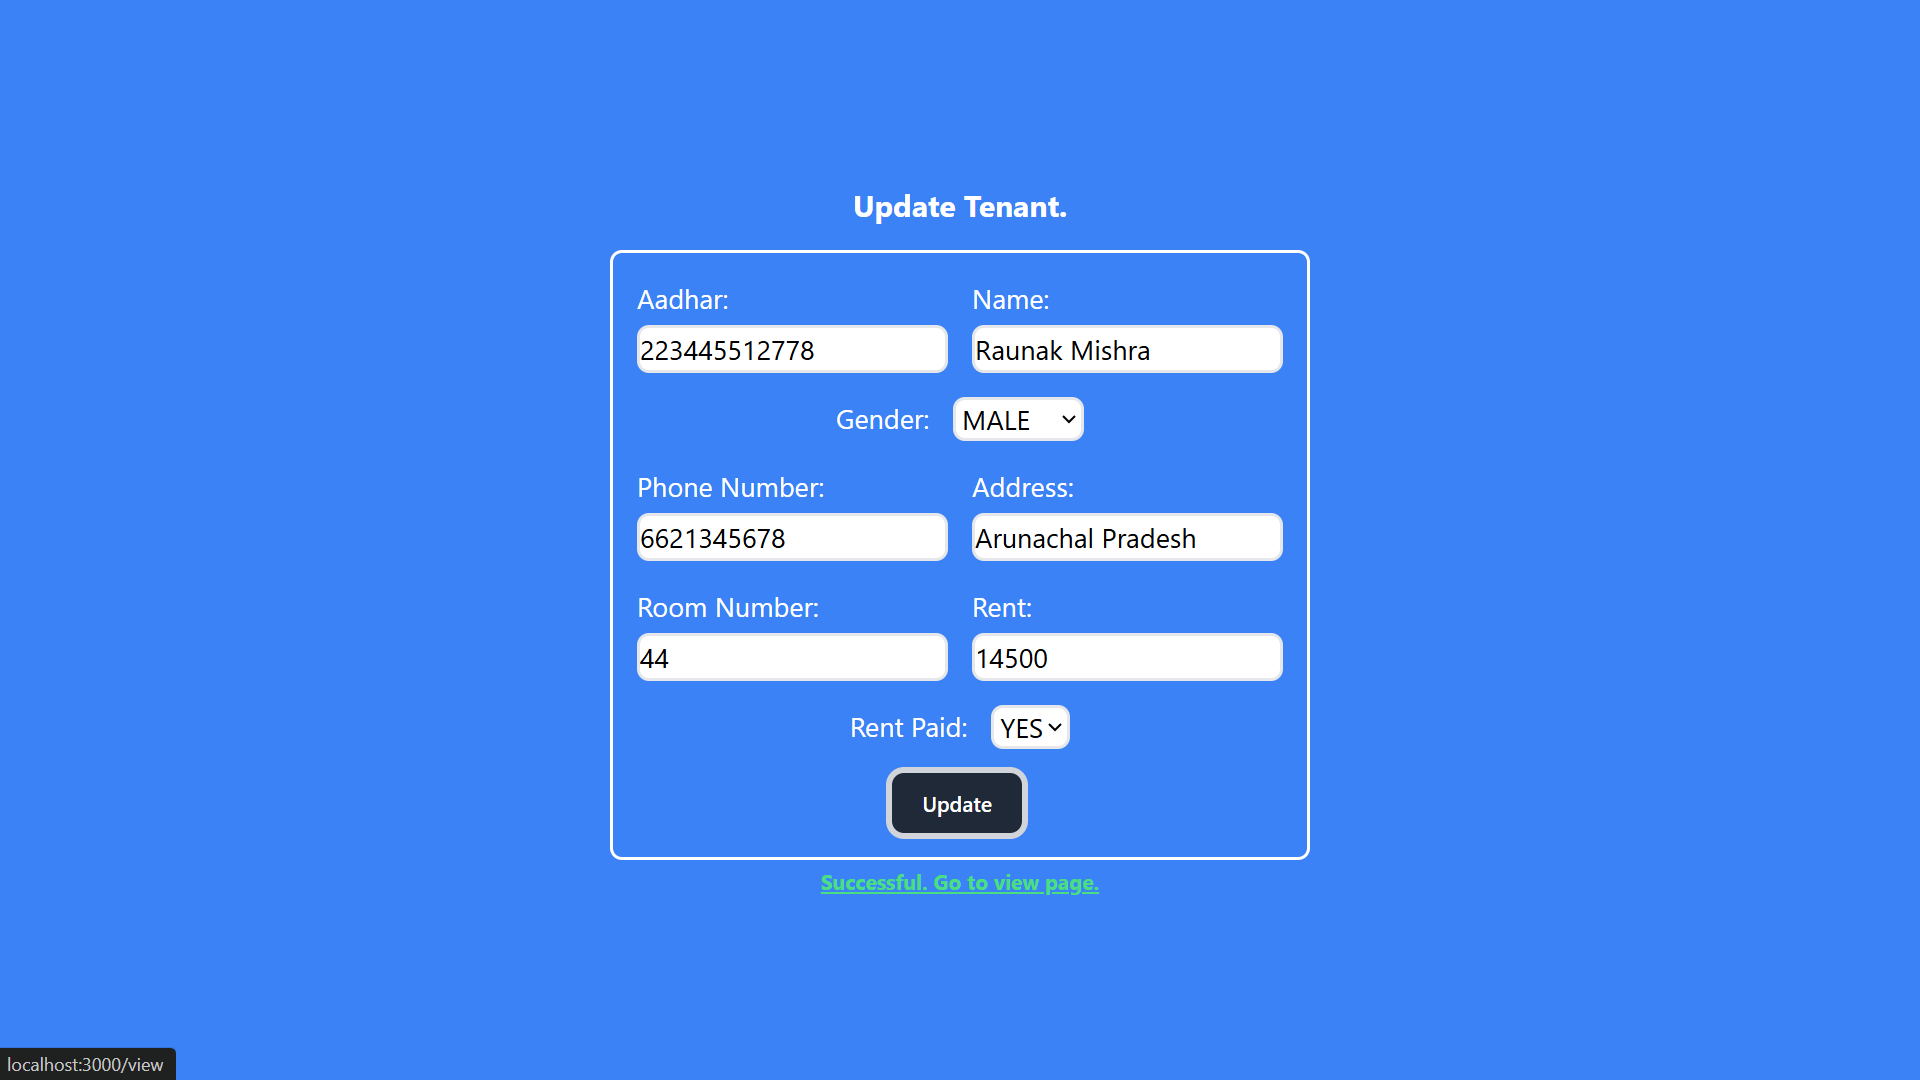 Update Tenant.
Aadhar: Name:
223445512778 Raunak Mishra
Gender: MALE
Phone Number: Address:
6621345678 Arunachal Pradesh
Room Number: Rent:
44 14500
Rent Paid: YES
Update
Successful. Go to view page.
localhost:3000/view